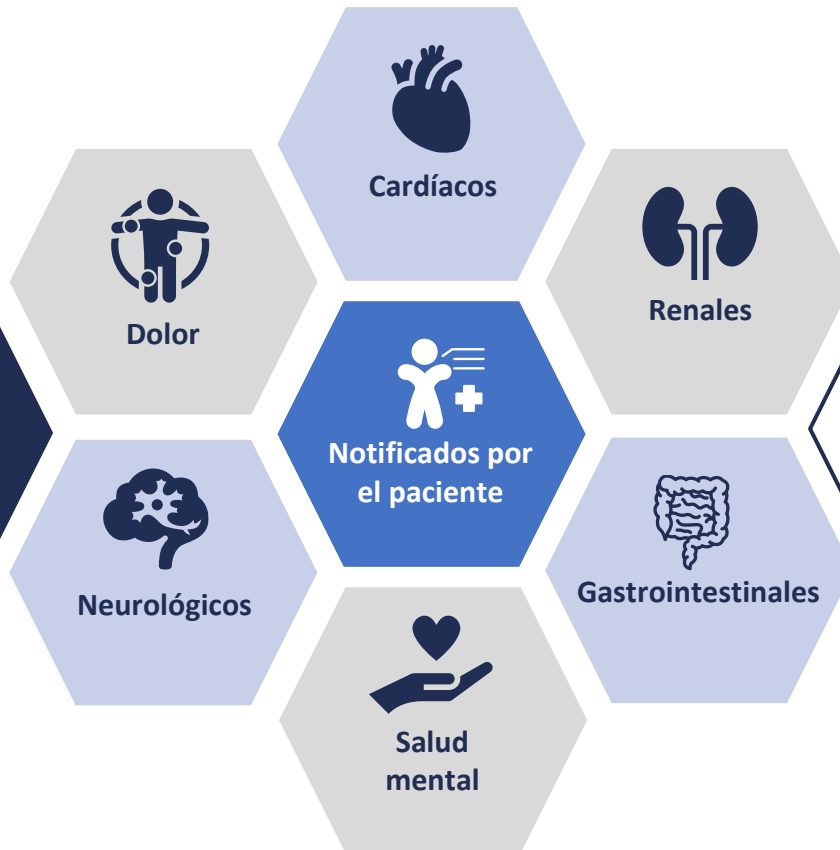 Cardíacos
Dolor
Renales
Notificados por
el paciente
Neurológicos
Gastrointestinales
Salud
mental